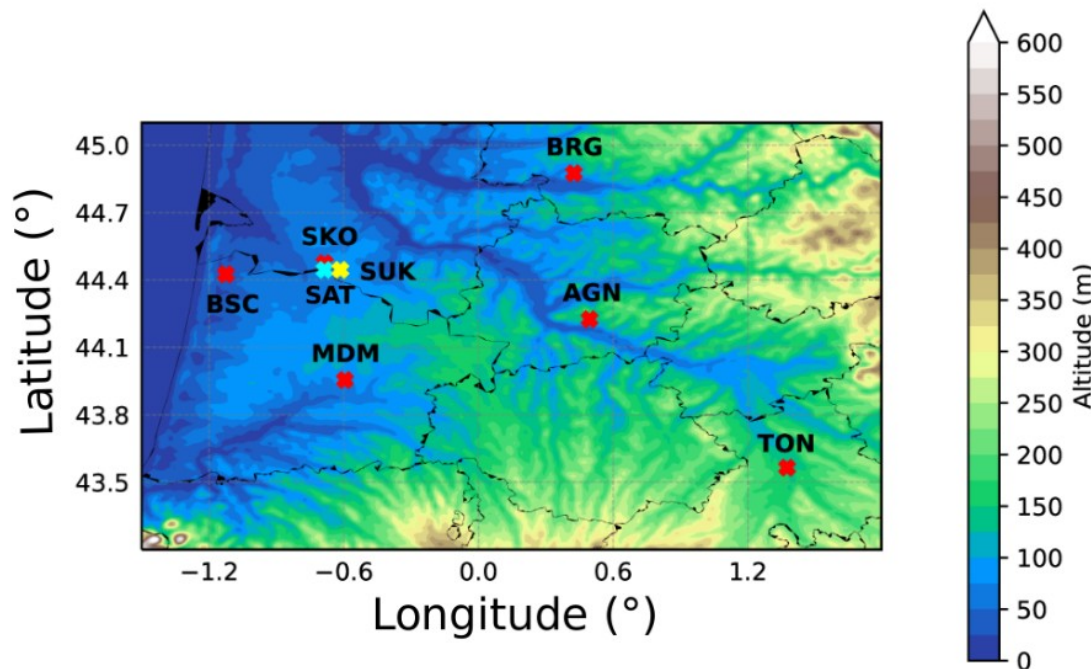 45.0
44.7
44.4
44.1
43.8
43.5
Latitude (°)
BRG
SKO
SUK
SAT
BSC
AGN
MDM
TON
−1.2 −0.6 0.0 0.6 1.2
Longitude (°)
600
550
500
450
400
350
300
250
200
150
100
50
0
Altitude (m)